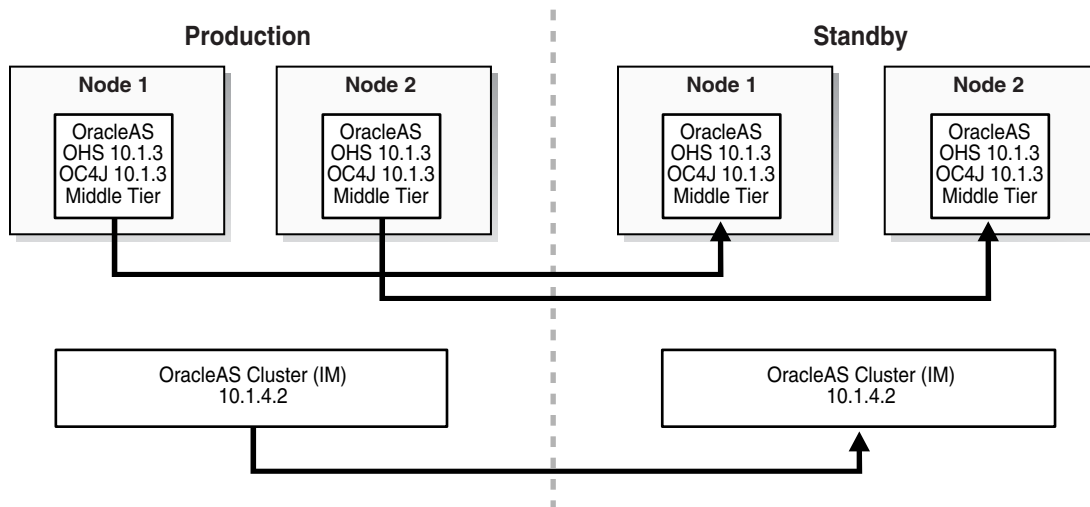 Production
Standby
Node 1
OracleAS
OHS 10.1.3
OC4J 10.1.3
Middle Tier
Node 2
OracleAS
OHS 10.1.3
OC4J 10.1.3
Middle Tier
Node 1
OracleAS
OHS 10.1.3
OC4J 10.1.3
Middle Tier
Node 2
OracleAS
OHS 10.1.3
OC4J 10.1.3
Middle Tier
OracleAS Cluster (IM)
10.1.4.2
OracleAS Cluster (IM)
10.1.4.2